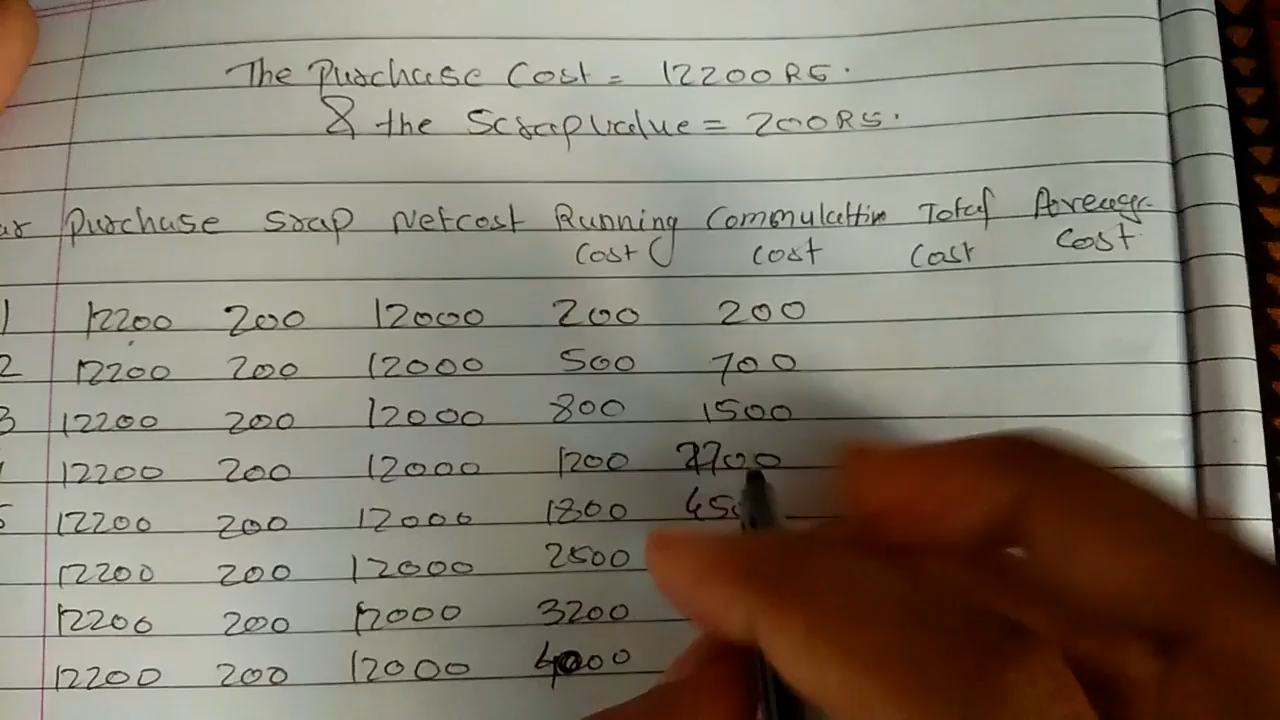 The Purchase Cost = 12200 RS.
& the Scrap value = 200 RS.
Purchase Srap Netcost Running Commulattin Total Avreage
cost cost Cost Cost
1 12200 200 12000 200 200
2 12200 200 12000 500 700
3 12200 200 12000 800 1500
12200 200 12000 1200 2700
12200 200 12000 1800
12200 200 12000 2500
12200 200 12000 3200
12200 200 12000 4000